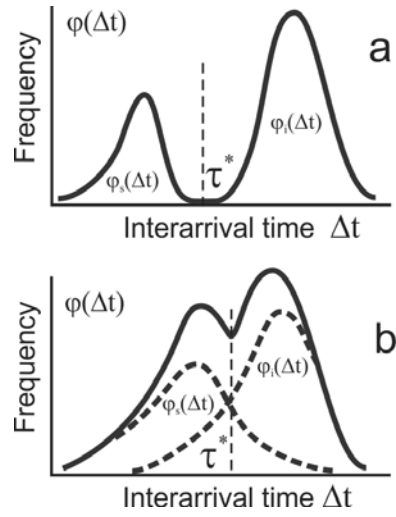 φ(Δt)
a
Frequency
φs(Δt)
φi(Δt)
τ*
Interarrival time Δt
φ(Δt)
b
Frequency
φs(Δt)
φi(Δt)
τ*
Interarrival time Δt